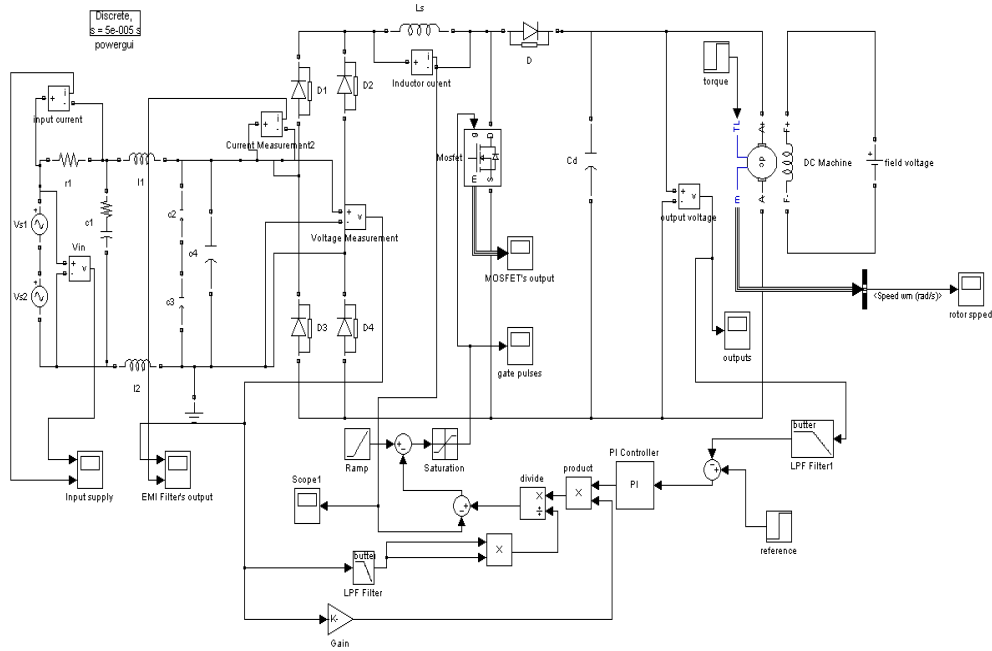 Discrete,
s = 5e-005 s
powergui
Ls
i
+
-
Inductor curent
D
D1
D2
torque
i
+
-
input current
i
+
-
Current Measurement2
g
D
Mosfet
E
S
Cd
TL
A+
F+
dc
DC Machine
E
A-
F-
+
field voltage
r1
l1
c1
c2
c4
+
v
-
Voltage Measurement
+
v
-
output voltage
Vs1
Vin
+
v
-
Vs2
c3
MOSFET's output
<Speed wm (rad/s)>
rotor spped
D3
D4
outputs
l2
gate pulses
butter
LPF Filter1
Ramp
Saturation
PI Controller
PI
product
X
divide
X
÷
Input supply
EMI Filter's output
Scope1
reference
butter
LPF Filter
X
K-
Gain